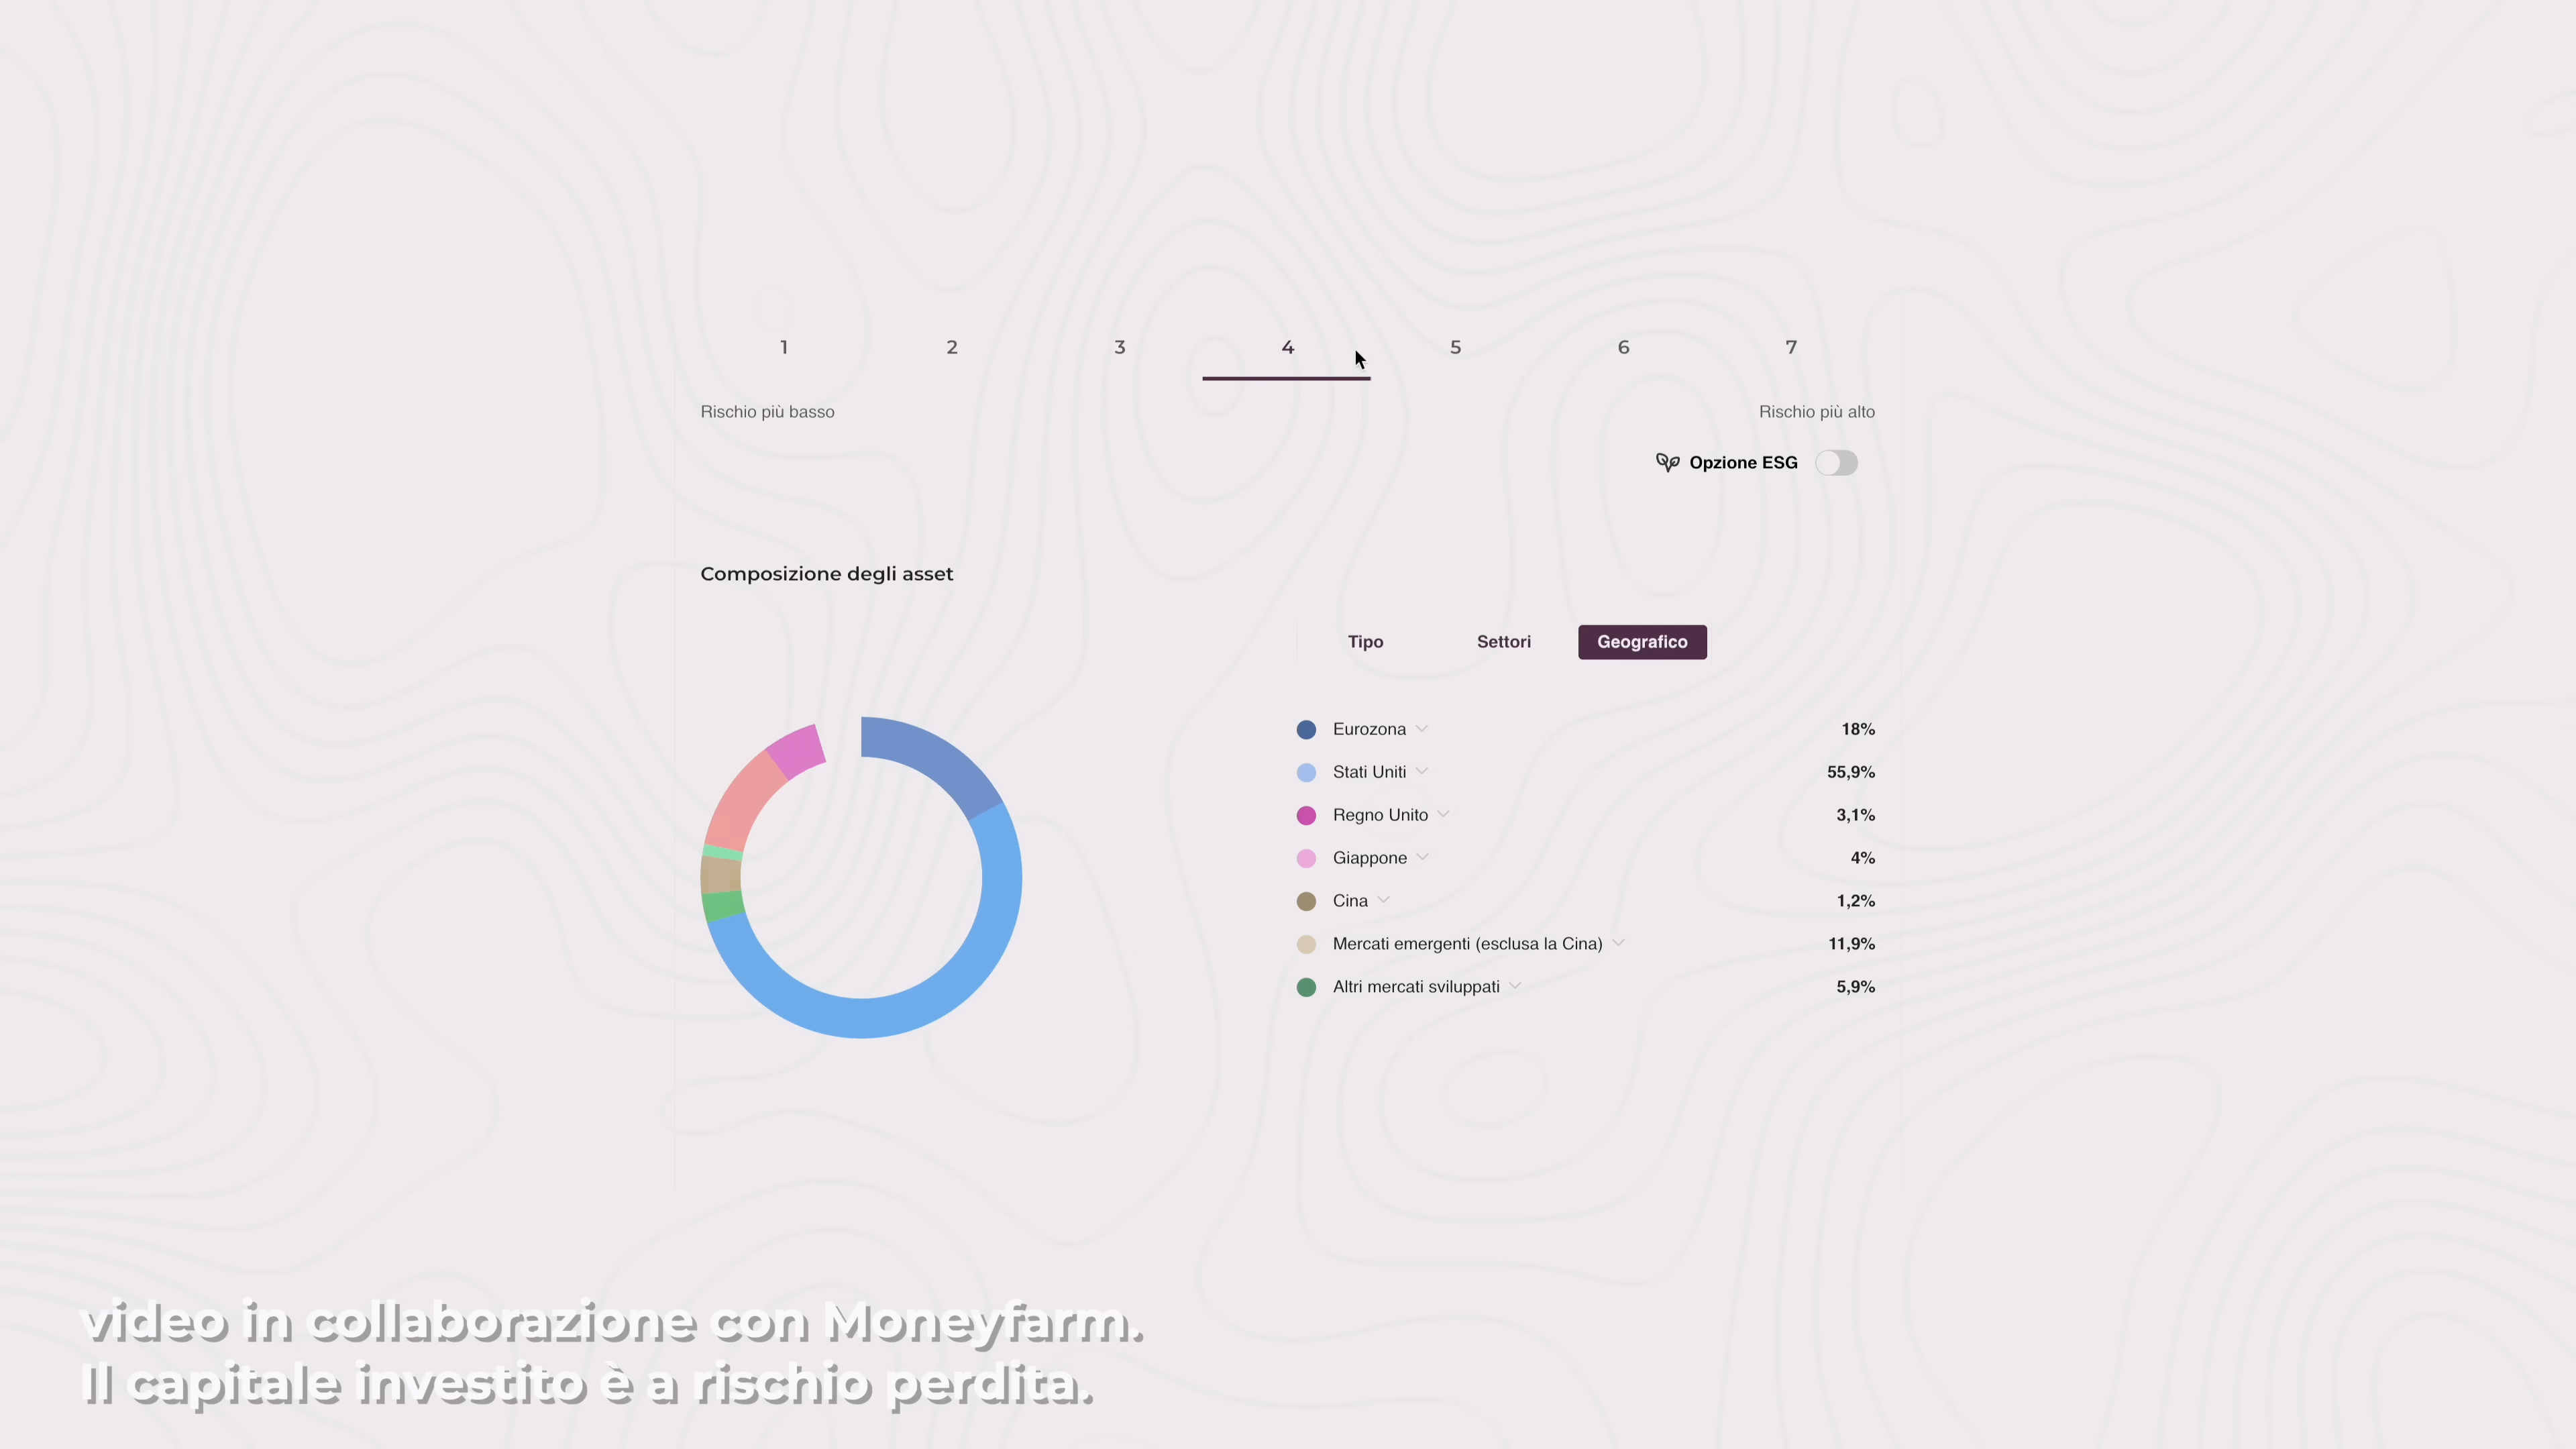 1 2 3 4 5 6 7
Rischio più basso Rischio più alto
Opzione ESG
Composizione degli asset
Tipo Settori Geografico
Eurozona 18%
Stati Uniti 55,9%
Regno Unito 3,1%
Giappone 4%
Cina 1,2%
Mercati emergenti (esclusa la Cina) 11,9%
Altri mercati sviluppati 5,9%
video in collaborazione con Moneyfarm.
Il capitale investito è a rischio perdita.